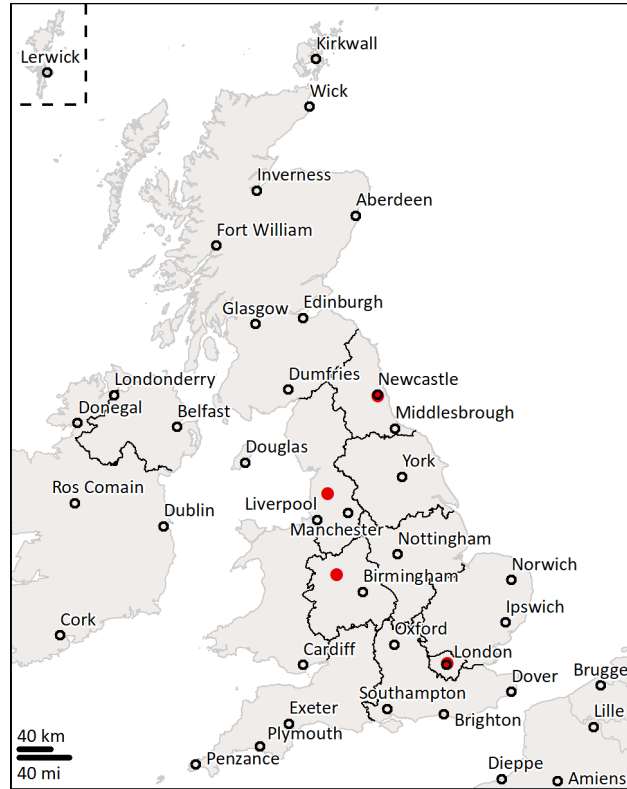 Kirkwall
Lerwick
Wick
Inverness
Aberdeen
Fort William
Glasgow
Edinburgh
Londonderry
Dumfries
Newcastle
Donegal
Belfast
Middlesbrough
Douglas
York
Ros Comain
Liverpool
Dublin
Manchester
Nottingham
Norwich
Birmingham
Ipswich
Cork
Oxford
London
Cardiff
Dover
Brugge
Southampton
Exeter
Brighton
Lille
Plymouth
40 km
Penzance
Dieppe
40 mi
Amiens